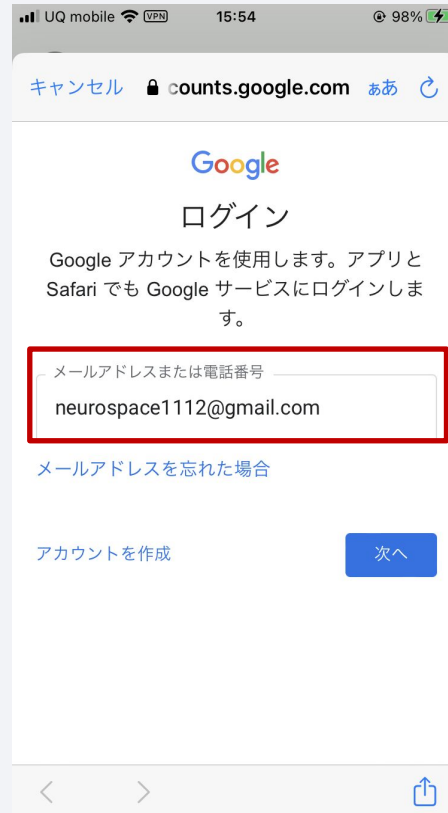 UQ mobile VPN 15:54 98%
キャンセル counts.google.com ぁあ
Google
ログイン
Google アカウントを使用します。アプリと
Safari でも Google サービスにログインしま
す。
メールアドレスまたは電話番号
neurospace1112@gmail.com
メールアドレスを忘れた場合
アカウントを作成 次へ